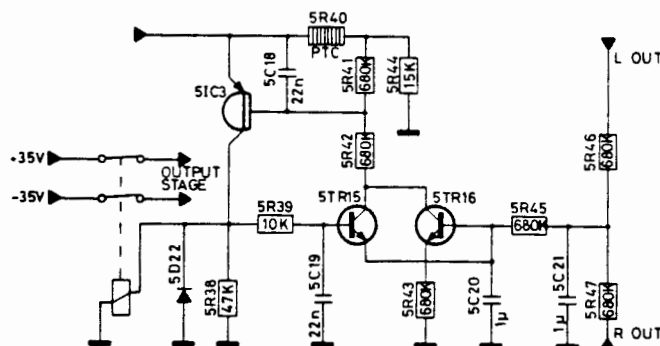 5R40
PTC
5C18
22n
5R41
680K
5R44
15K
L OUT
5IC3
+35V
OUTPUT
STAGE
-35V
5R42
680K
5R46
680K
5R39
10K
5TR15
5TR16
5R45
680K
5D22
5R38
47K
5C19
22n
5R43
680K
5C20
1µ
5C21
1µ
5R47
680K
R OUT